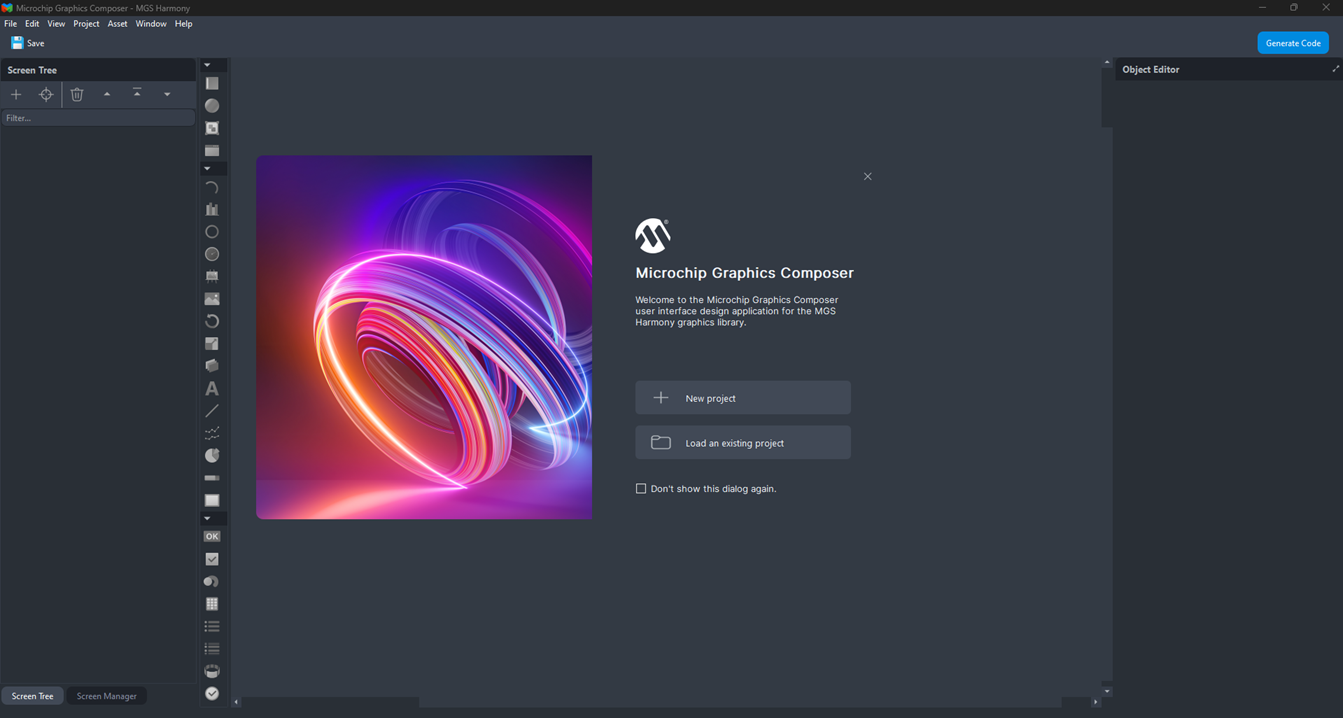 Microchip Graphics Composer - MGS Harmony
File Edit View Project Asset Window Help
Save
Generate Code
Screen Tree
Filter...
Object Editor
Microchip Graphics Composer
Welcome to the Microchip Graphics Composer
user interface design application for the MGS
Harmony graphics library.
New project
Load an existing project
Don't show this dialog again.
A
OK
Screen Tree Screen Manager